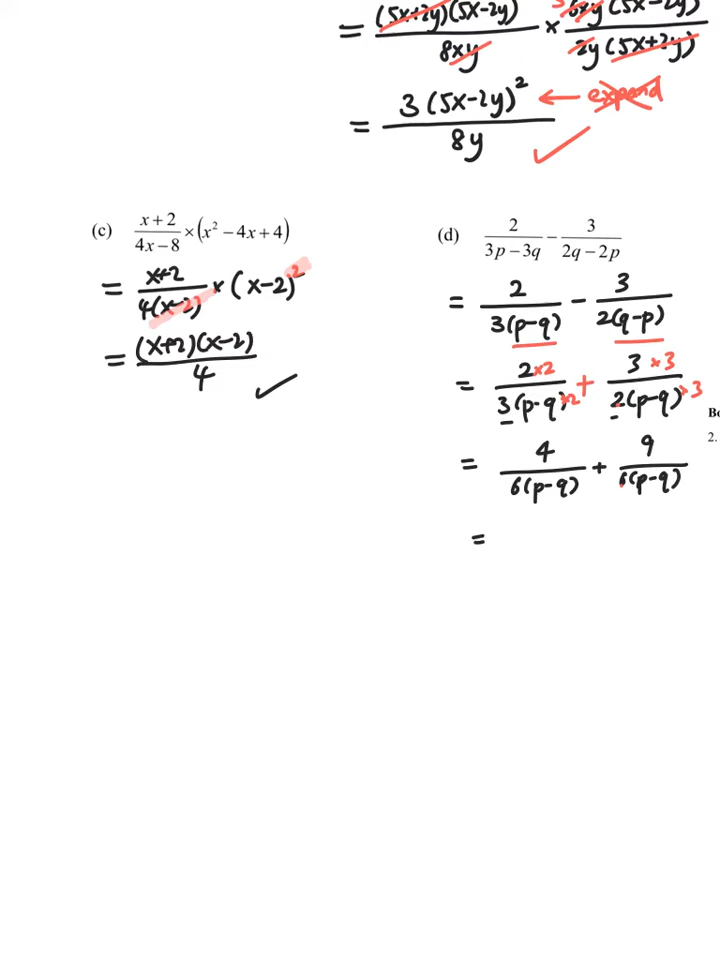 = (5x+2y)(5x-2y) / 8xy × 3 6xy(5x-2y) / 2y(5x+2y)
= 3(5x-2y)² / 8y ← expand ✓
(c) x + 2 / 4x − 8 × (x² − 4x + 4)
= x+2 / 4(x-2) × (x-2)²
= (x+2)(x-2) / 4 ✓
(d) 2 / 3p − 3q − 3 / 2q − 2p
= 2 / 3(p-q) − 3 / 2(q-p)
= 2 ×2 / 3(p-q) ×2 + 3 ×3 / 2(p-q) ×3
= 4 / 6(p-q) + 9 / 6(p-q)
=
2.